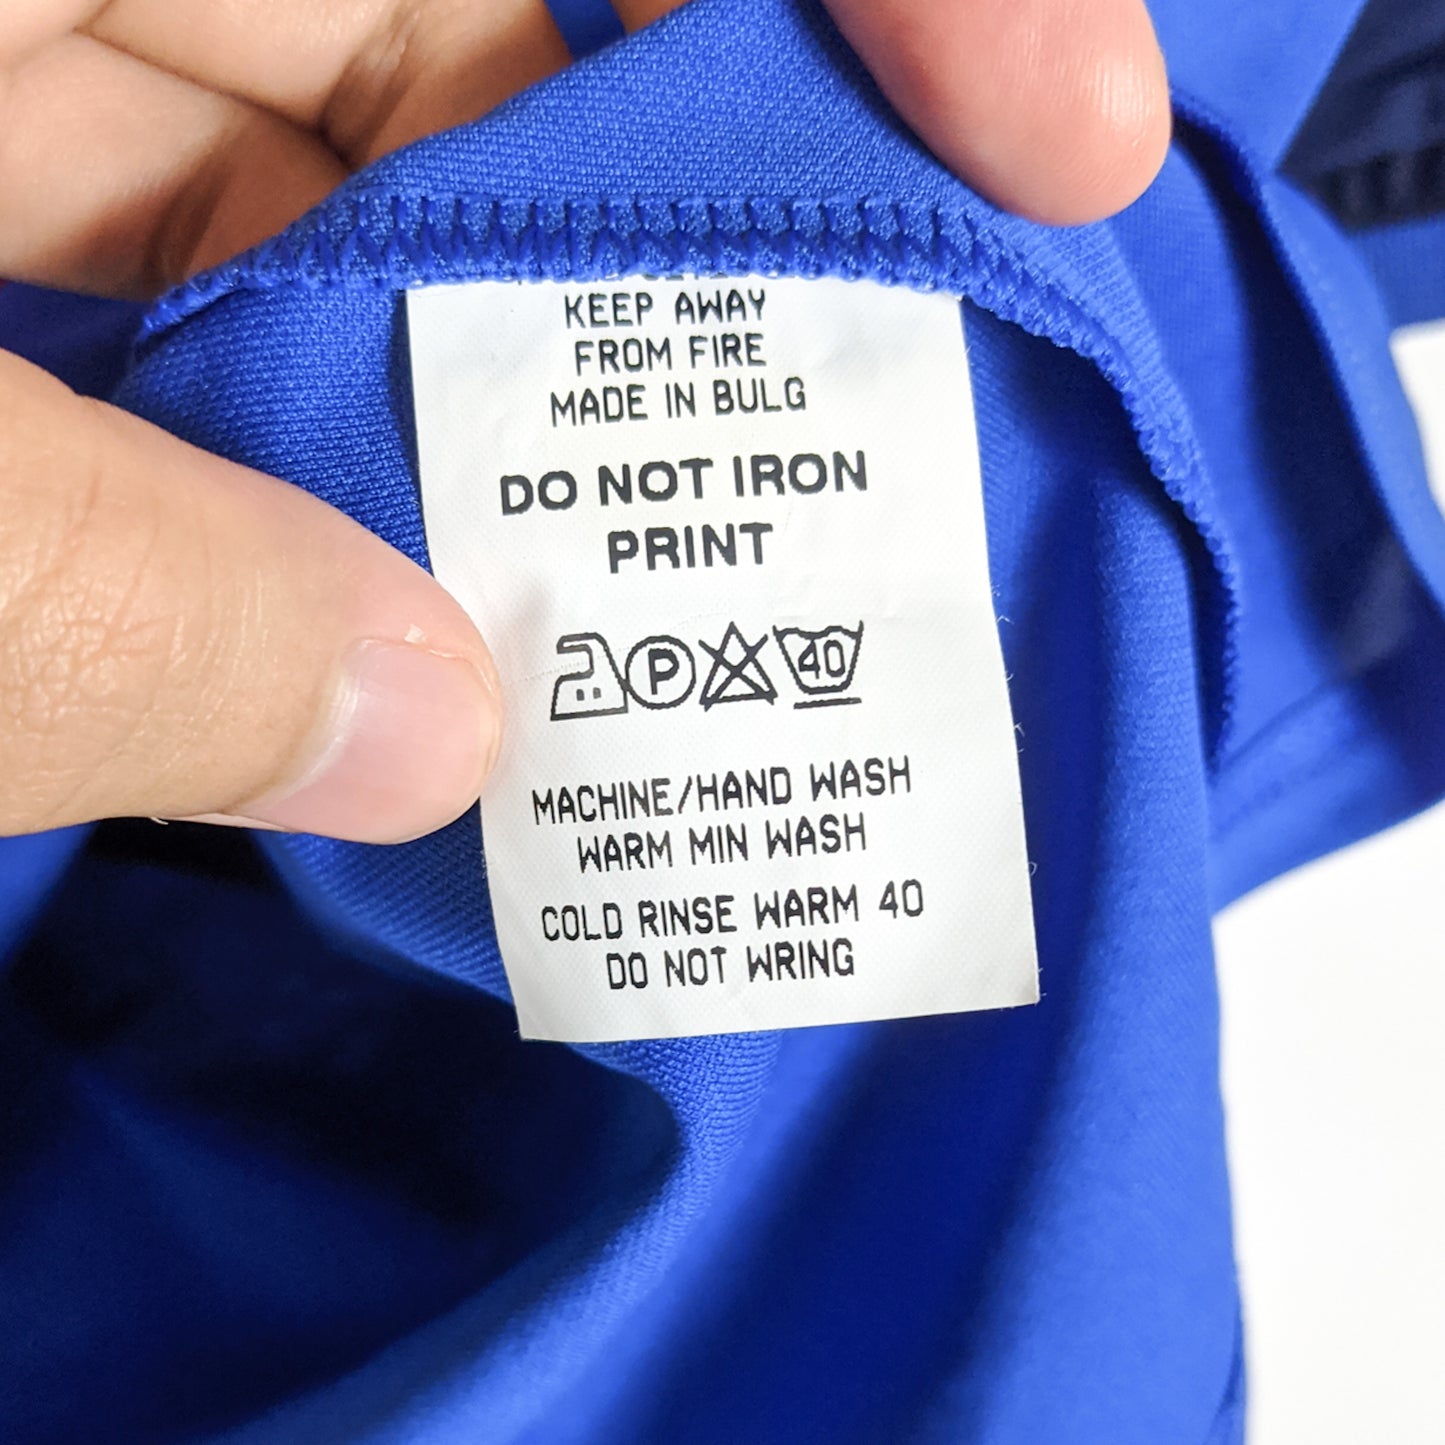 KEEP AWAY
FROM FIRE
MADE IN BULG
DO NOT IRON
PRINT
P 40
MACHINE/HAND WASH
WARM MIN WASH
COLD RINSE WARM 40
DO NOT WRING